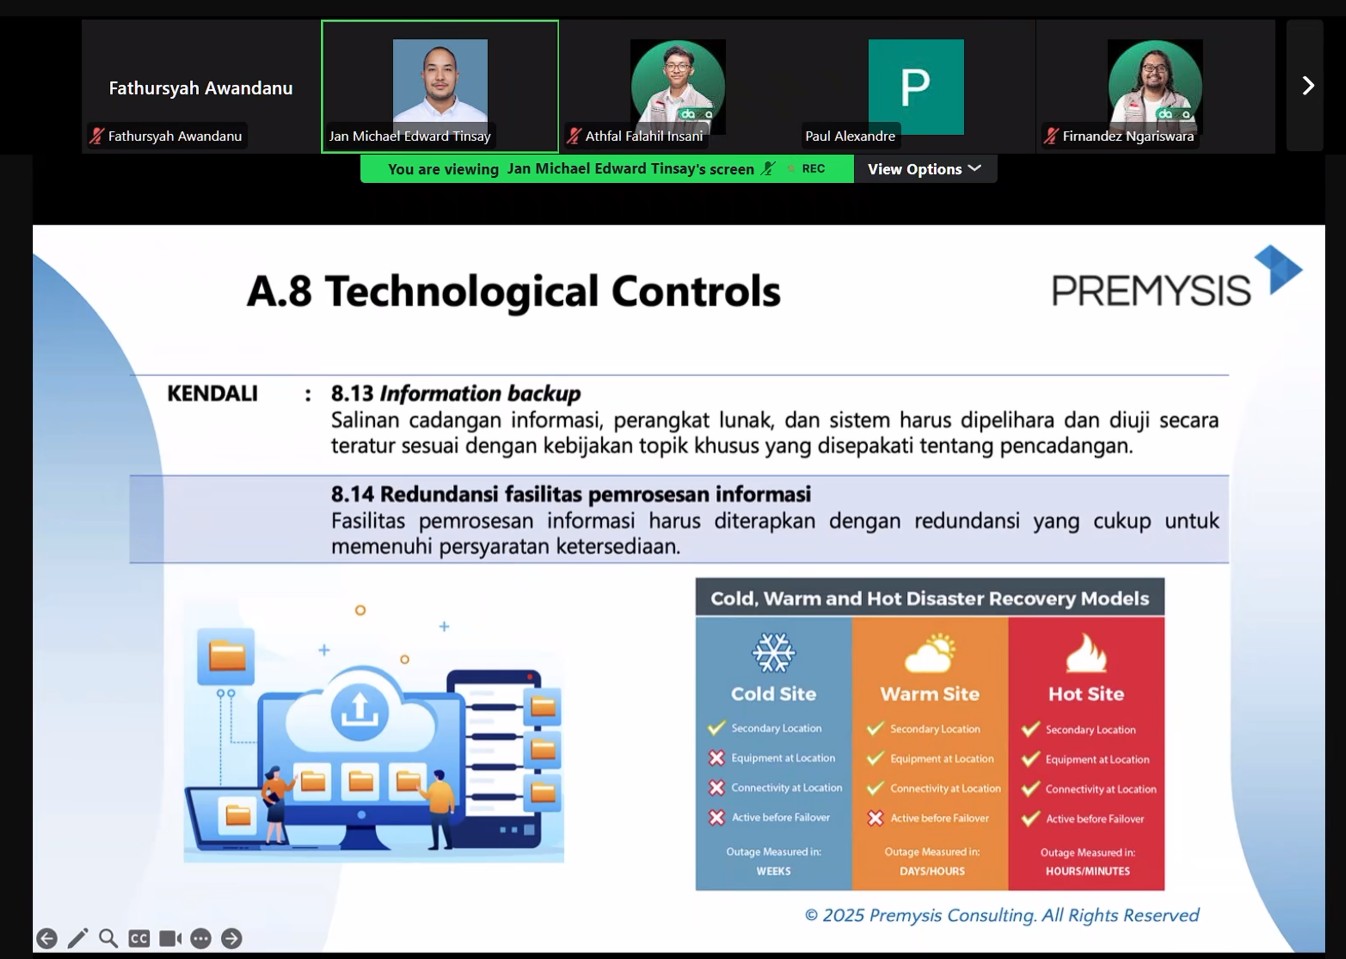 Fathursyah Awandanu
Fathursyah Awandanu
Jan Michael Edward Tinsay
Athfal Falahil Insani
P
Paul Alexandre
Firnandez Ngariswara
You are viewing Jan Michael Edward Tinsay's screen
REC
View Options
A.8 Technological Controls
PREMYSIS
KENDALI : 8.13 Information backup
Salinan cadangan informasi, perangkat lunak, dan sistem harus dipelihara dan diuji secara
teratur sesuai dengan kebijakan topik khusus yang disepakati tentang pencadangan.
8.14 Redundansi fasilitas pemrosesan informasi
Fasilitas pemrosesan informasi harus diterapkan dengan redundansi yang cukup untuk
memenuhi persyaratan ketersediaan.
Cold, Warm and Hot Disaster Recovery Models
Cold Site
Secondary Location
Equipment at Location
Connectivity at Location
Active before Failover
Outage Measured in:
WEEKS
Warm Site
Secondary Location
Equipment at Location
Connectivity at Location
Active before Failover
Outage Measured in:
DAYS/HOURS
Hot Site
Secondary Location
Equipment at Location
Connectivity at Location
Active before Failover
Outage Measured in:
HOURS/MINUTES
© 2025 Premysis Consulting. All Rights Reserved
CC